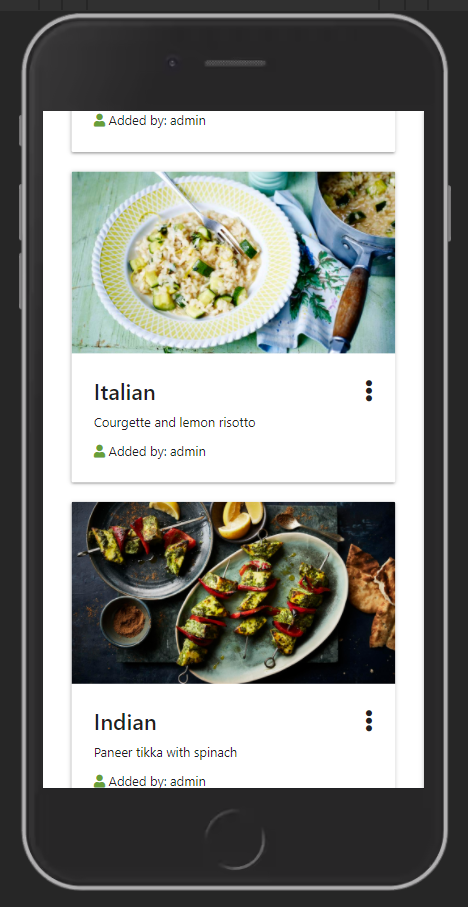 Added by: admin
Italian
Courgette and lemon risotto
Added by: admin
Indian
Paneer tikka with spinach
Added by: admin